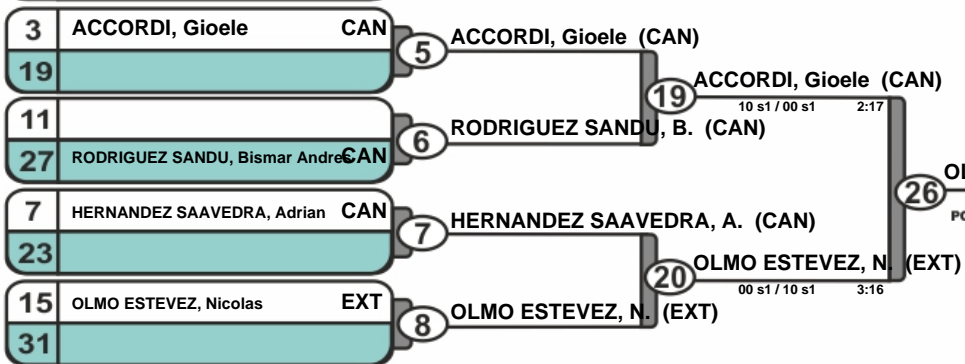 3 ACCORDI, Gioele CAN
19
5
ACCORDI, Gioele (CAN)
11
27 RODRIGUEZ SANDU, Bismar Andres CAN
6
RODRIGUEZ SANDU, B. (CAN)
19
ACCORDI, Gioele (CAN)
10 s1 / 00 s1 2:17
7 HERNANDEZ SAAVEDRA, Adrian CAN
23
7
HERNANDEZ SAAVEDRA, A. (CAN)
15 OLMO ESTEVEZ, Nicolas EXT
31
8
OLMO ESTEVEZ, N. (EXT)
20
OLMO ESTEVEZ, N. (EXT)
00 s1 / 10 s1 3:16
26